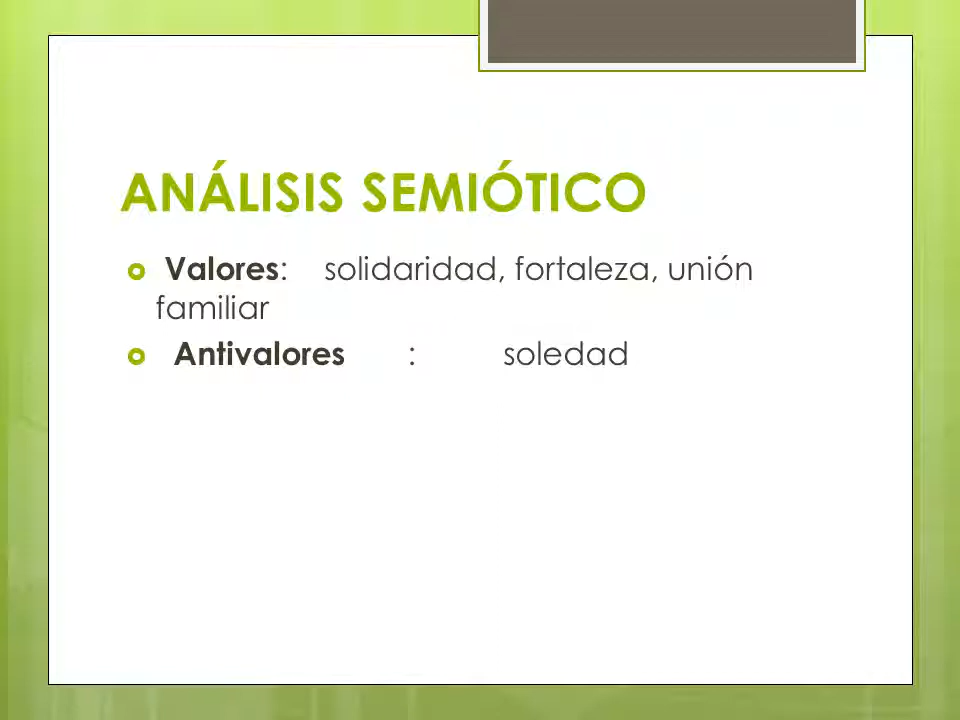 ANÁLISIS SEMIÓTICO
Valores: solidaridad, fortaleza, unión
familiar
Antivalores : soledad